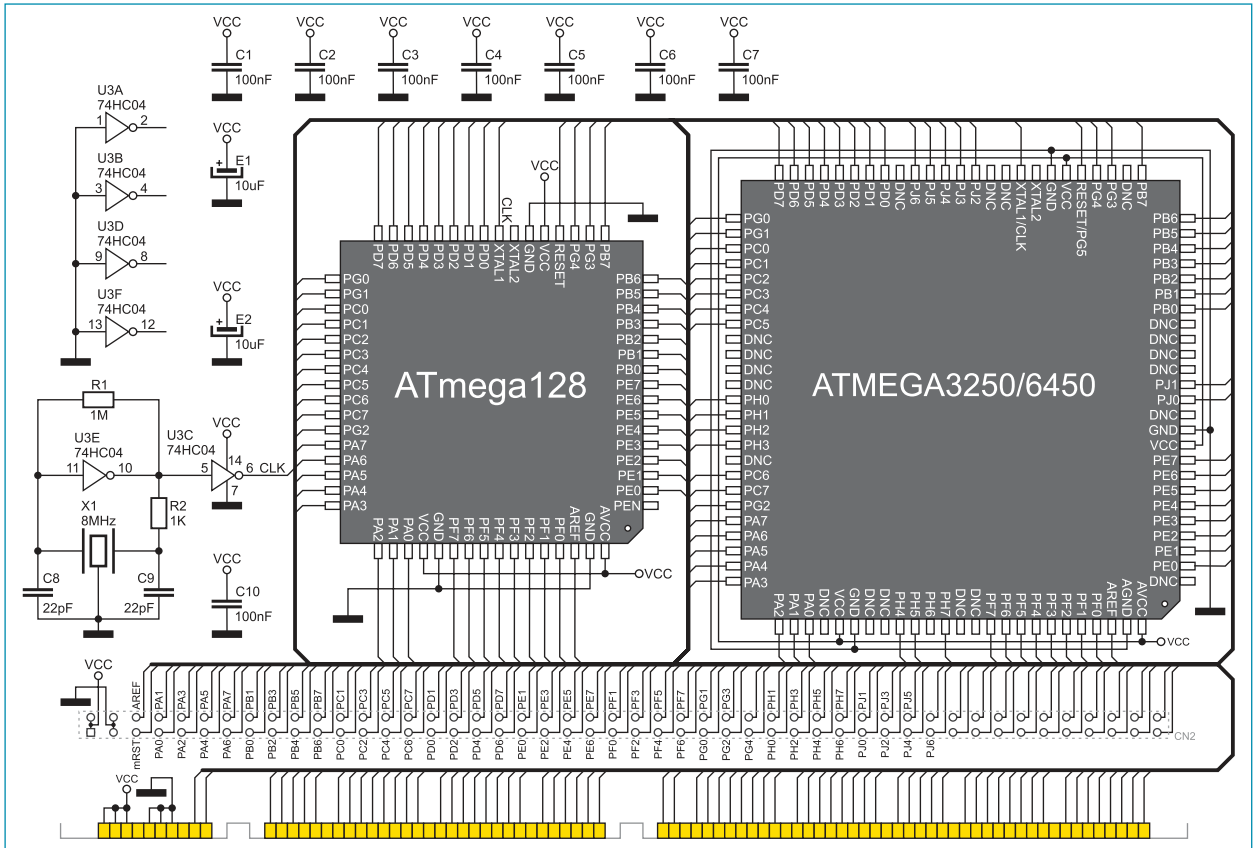 VCC VCC VCC VCC VCC VCC VCC
C1 C2 C3 C4 C5 C6 C7
100nF 100nF 100nF 100nF 100nF 100nF 100nF
U3A
74HC04
1 2
U3B
74HC04
3 4
U3D
74HC04
9 8
U3F
74HC04
13 12
VCC
+ E1
10uF
VCC
+ E2
10uF
R1
1M
U3E
74HC04
11 10
U3C
74HC04
VCC
5 14 6 CLK
7
R2
1K
X1
8MHz
C8
22pF
C9
22pF
VCC
C10
100nF
VCC
CLK
PD7 PD6 PD5 PD4 PD3 PD2 PD1 PD0 XTAL1 XTAL2 GND VCC RESET PG4 PG3 PB7
PG0
PG1
PC0
PC1
PC2
PC3
PC4
PC5
PC6
PC7
PG2
PA7
PA6
PA5
PA4
PA3
ATmega128
PB6
PB5
PB4
PB3
PB2
PB1
PB0
PE7
PE6
PE5
PE4
PE3
PE2
PE1
PE0
PEN
PA2 PA1 PA0 VCC GND PF7 PF6 PF5 PF4 PF3 PF2 PF1 PF0 AREF GND AVCC
VCC
PD7 PD6 PD5 PD4 PD3 PD2 PD1 PD0 DNC PJ6 PJ5 PJ4 PJ3 PJ2 DNC DNC XTAL1/CLK XTAL2 GND VCC RESET/PG5 PG4 PG3 DNC PB7
PG0
PG1
PC0
PC1
PC2
PC3
PC4
PC5
DNC
DNC
DNC
DNC
PH0
PH1
PH2
PH3
DNC
PC6
PC7
PG2
PA7
PA6
PA5
PA4
PA3
ATMEGA3250/6450
PB6
PB5
PB4
PB3
PB2
PB1
PB0
DNC
DNC
DNC
DNC
PJ1
PJ0
DNC
GND
VCC
PE7
PE6
PE5
PE4
PE3
PE2
PE1
PE0
DNC
PA2 PA1 PA0 DNC VCC GND DNC DNC PH4 PH5 PH6 PH7 DNC DNC PF7 PF6 PF5 PF4 PF3 PF2 PF1 PF0 AREF AGND AVCC
VCC
VCC
AREF PA1 PA3 PA5 PA7 PB1 PB3 PB5 PB7 PC1 PC3 PC5 PC7 PD1 PD3 PD5 PD7 PE1 PE3 PE5 PE7 PF1 PF3 PF5 PF7 PG1 PG3 PH1 PH3 PH5 PH7 PJ1 PJ3 PJ5
mRST PA0 PA2 PA4 PA6 PB0 PB2 PB4 PB6 PC0 PC2 PC4 PC6 PD0 PD2 PD4 PD6 PE0 PE2 PE4 PE6 PF0 PF2 PF4 PF6 PG0 PG2 PG4 PH0 PH2 PH4 PH6 PJ0 PJ2 PJ4 PJ6
CN2
VCC